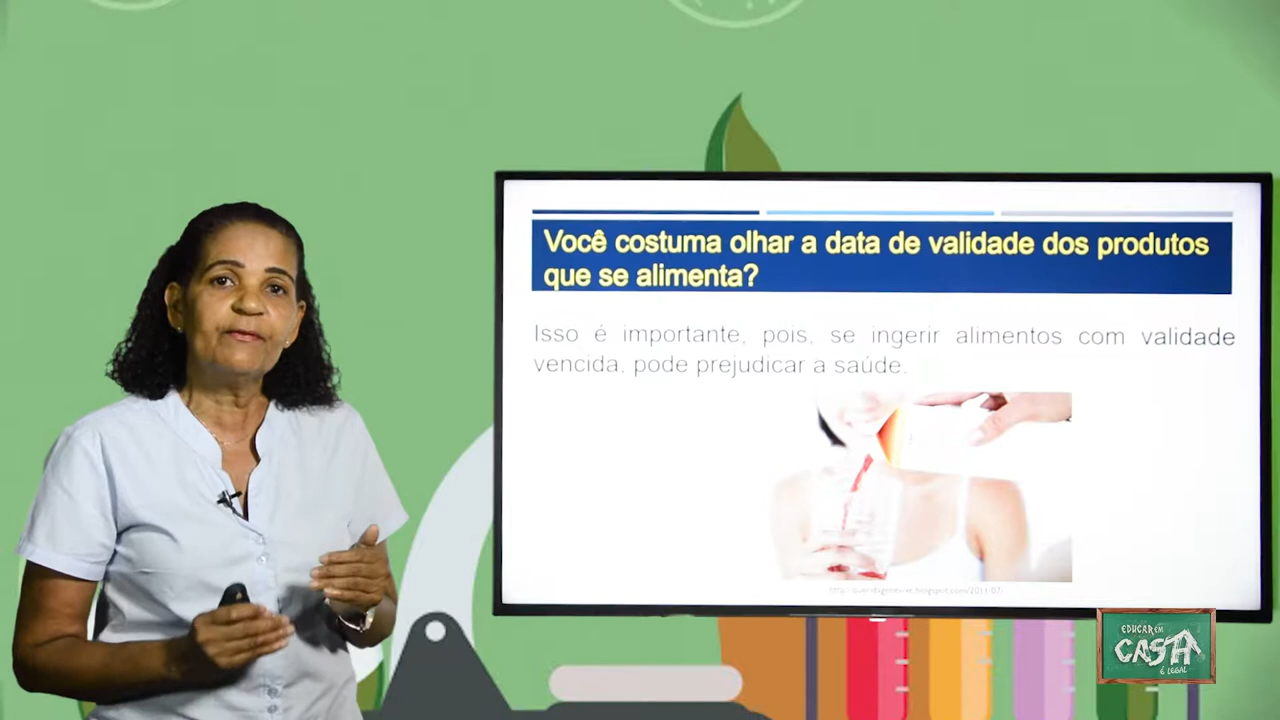 Você costuma olhar a data de validade dos produtos
que se alimenta?
Isso é importante, pois, se ingerir alimentos com validade
vencida, pode prejudicar a saúde.
EDUCAR EM
CASA
É LEGAL